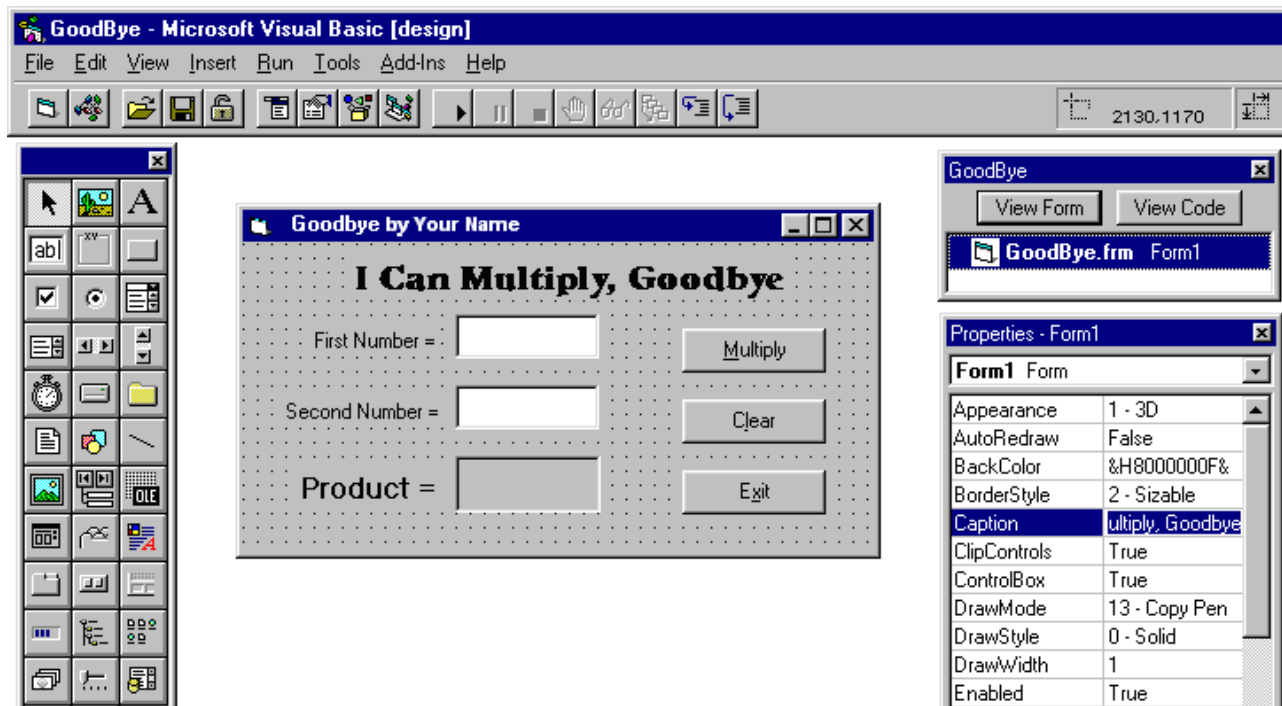 GoodBye - Microsoft Visual Basic [design]
File Edit View Insert Run Tools Add-Ins Help
2130,1170
A
ab|
XY
OLE
A
Goodbye by Your Name
I Can Multiply, Goodbye
First Number =
Multiply
Second Number =
Clear
Product =
Exit
GoodBye
View Form View Code
GoodBye.frm Form1
Properties - Form1
Form1 Form
Appearance 1 - 3D
AutoRedraw False
BackColor &H8000000F&
BorderStyle 2 - Sizable
Caption ultiply, Goodbye
ClipControls True
ControlBox True
DrawMode 13 - Copy Pen
DrawStyle 0 - Solid
DrawWidth 1
Enabled True